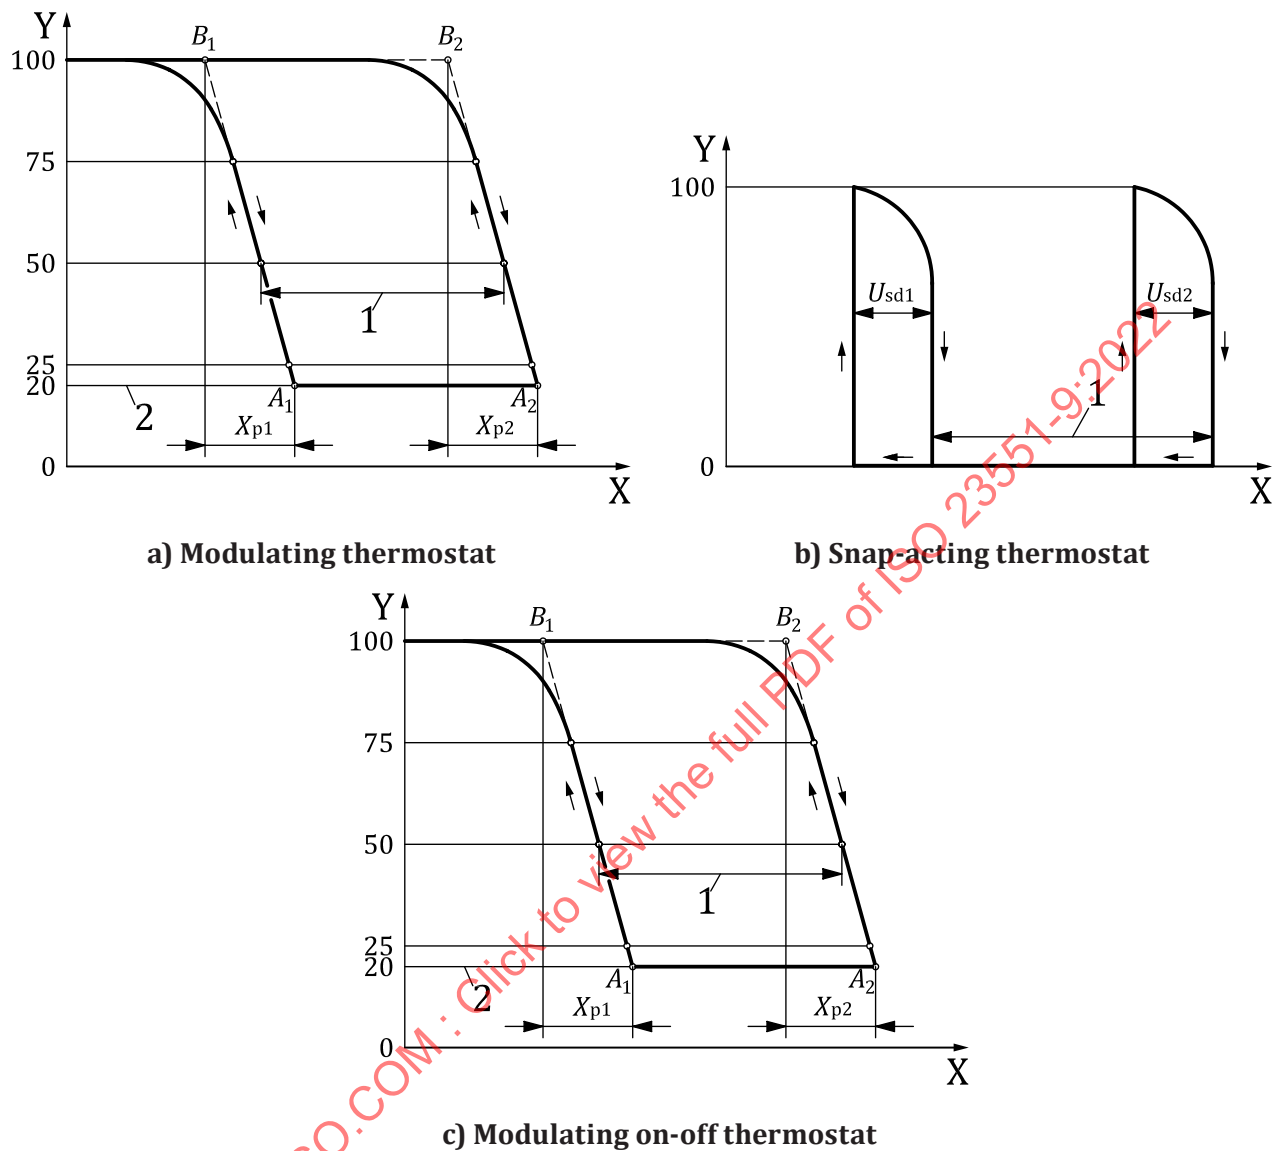 Y
B1
B2
100
75
50
1
25
20
A1
A2
2
Xp1
Xp2
0
X
a) Modulating thermostat
Y
100
Usd1
Usd2
1
0
X
b) Snap-acting thermostat
Y
B1
B2
100
75
50
1
25
20
A1
A2
2
Xp1
Xp2
0
X
c) Modulating on-off thermostat
SO.COM : Click to view the full PDF of ISO 23551-9:2022